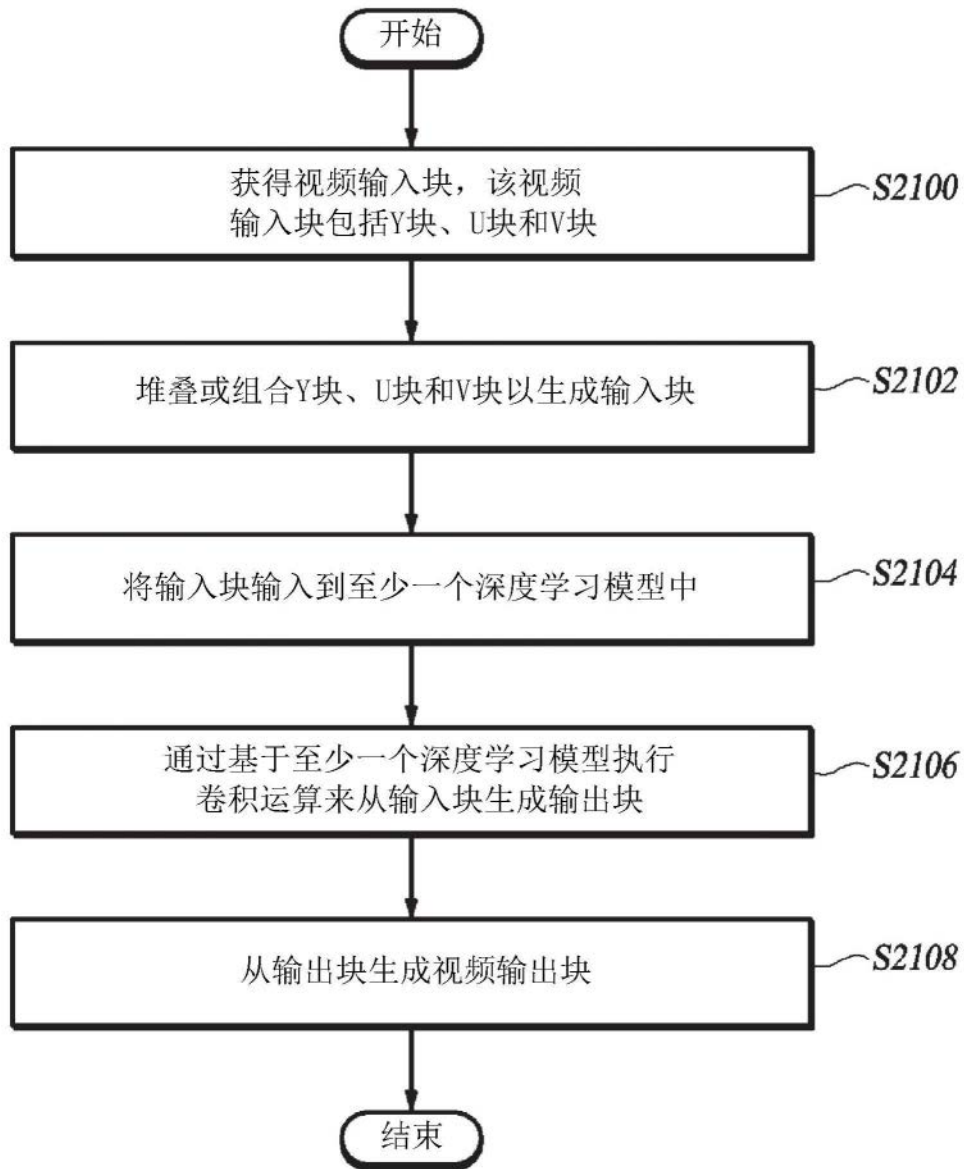 开始
获得视频输入块，该视频
输入块包括Y块、U块和V块
S2100
堆叠或组合Y块、U块和V块以生成输入块
S2102
将输入块输入到至少一个深度学习模型中
S2104
通过基于至少一个深度学习模型执行
卷积运算来从输入块生成输出块
S2106
从输出块生成视频输出块
S2108
结束